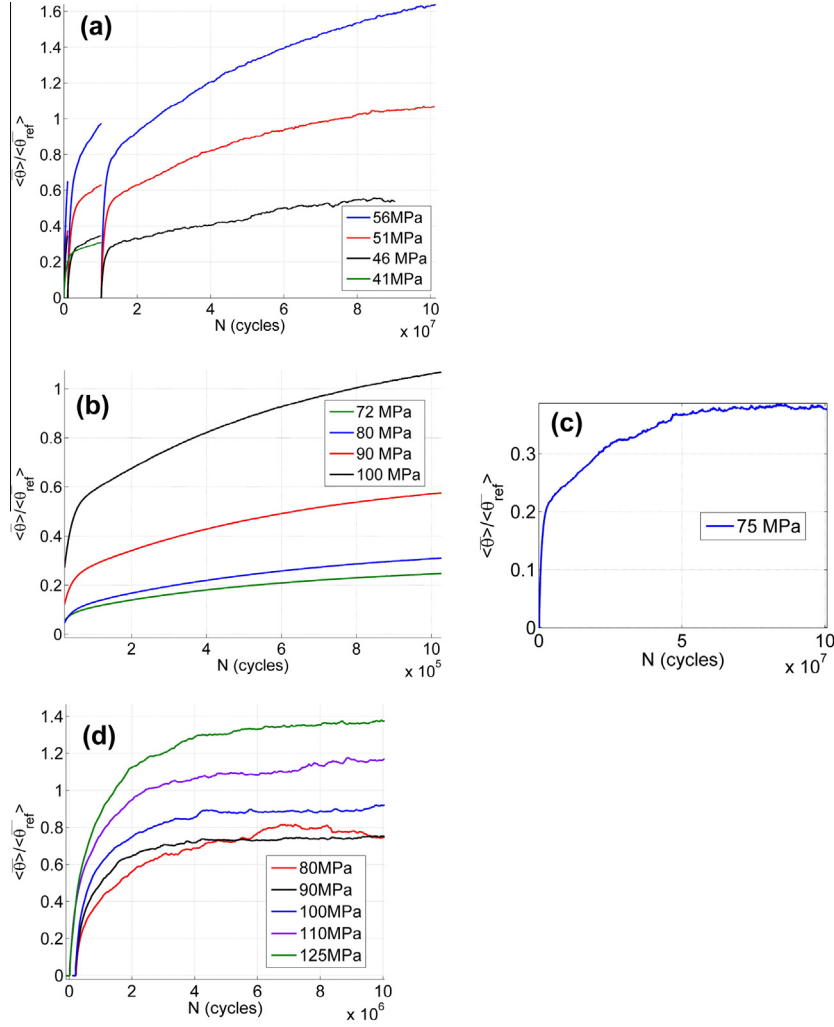 (a)
1.6
1.4
1.2
1
0.8
0.6
0.4
0.2
0
<θ̅>/<θ̅ref>
56MPa
51MPa
46 MPa
41MPa
0 2 4 6 8 10
N (cycles)
x 10^7
(b)
1
0.8
0.6
0.4
0.2
0
<θ̅>/<θ̅ref>
72 MPa
80 MPa
90 MPa
100 MPa
2 4 6 8 10
N (cycles)
x 10^5
(c)
0.3
0.2
0.1
0
<θ̅>/<θ̅ref>
75 MPa
0 5 10
N (cycles)
x 10^7
(d)
1.4
1.2
1
0.8
0.6
0.4
0.2
0
<θ̅>/<θ̅ref>
80MPa
90MPa
100MPa
110MPa
125MPa
0 2 4 6 8 10
N (cycles)
x 10^6